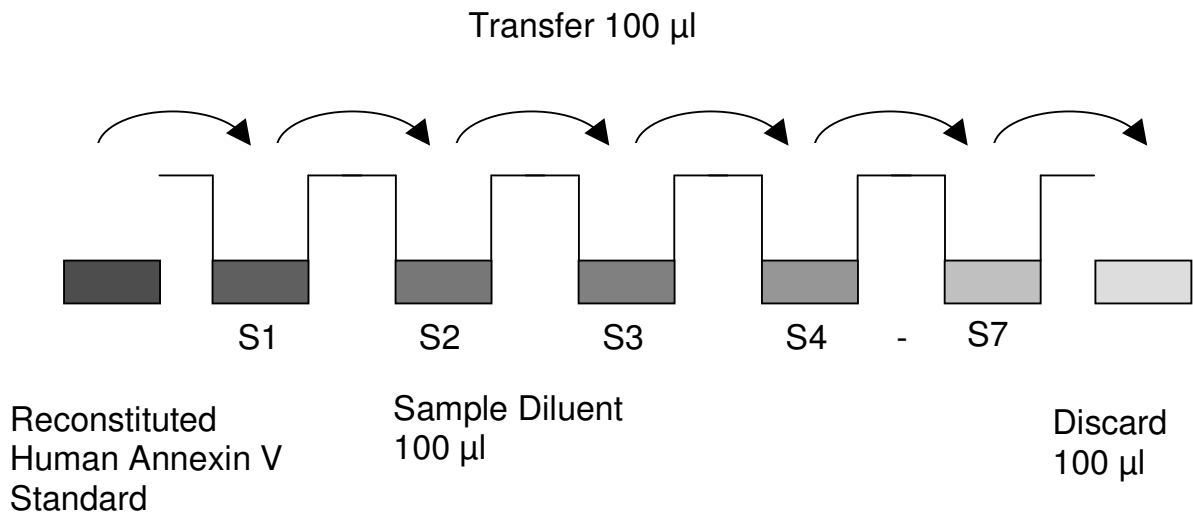 Transfer 100 µl
S1 S2 S3 S4 - S7
Reconstituted
Human Annexin V
Standard
Sample Diluent
100 µl
Discard
100 µl